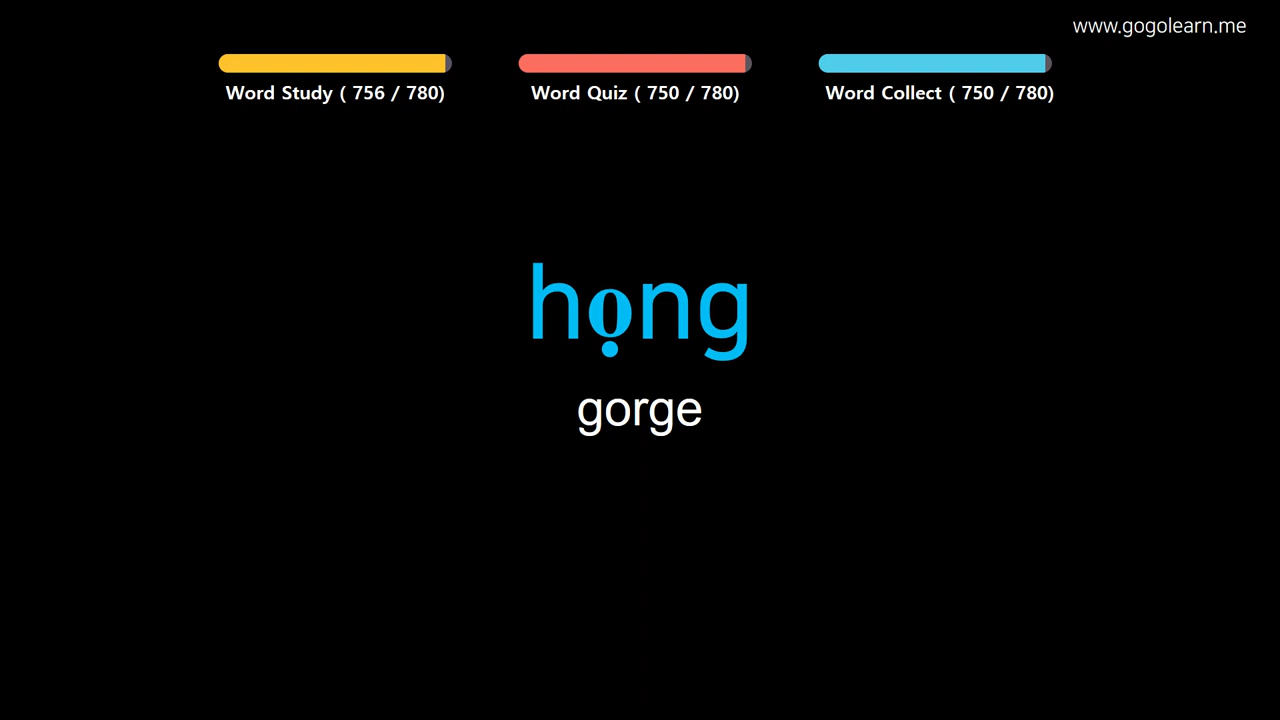 www.gogolearn.me
Word Study ( 756 / 780)
Word Quiz ( 750 / 780)
Word Collect ( 750 / 780)
họng
gorge